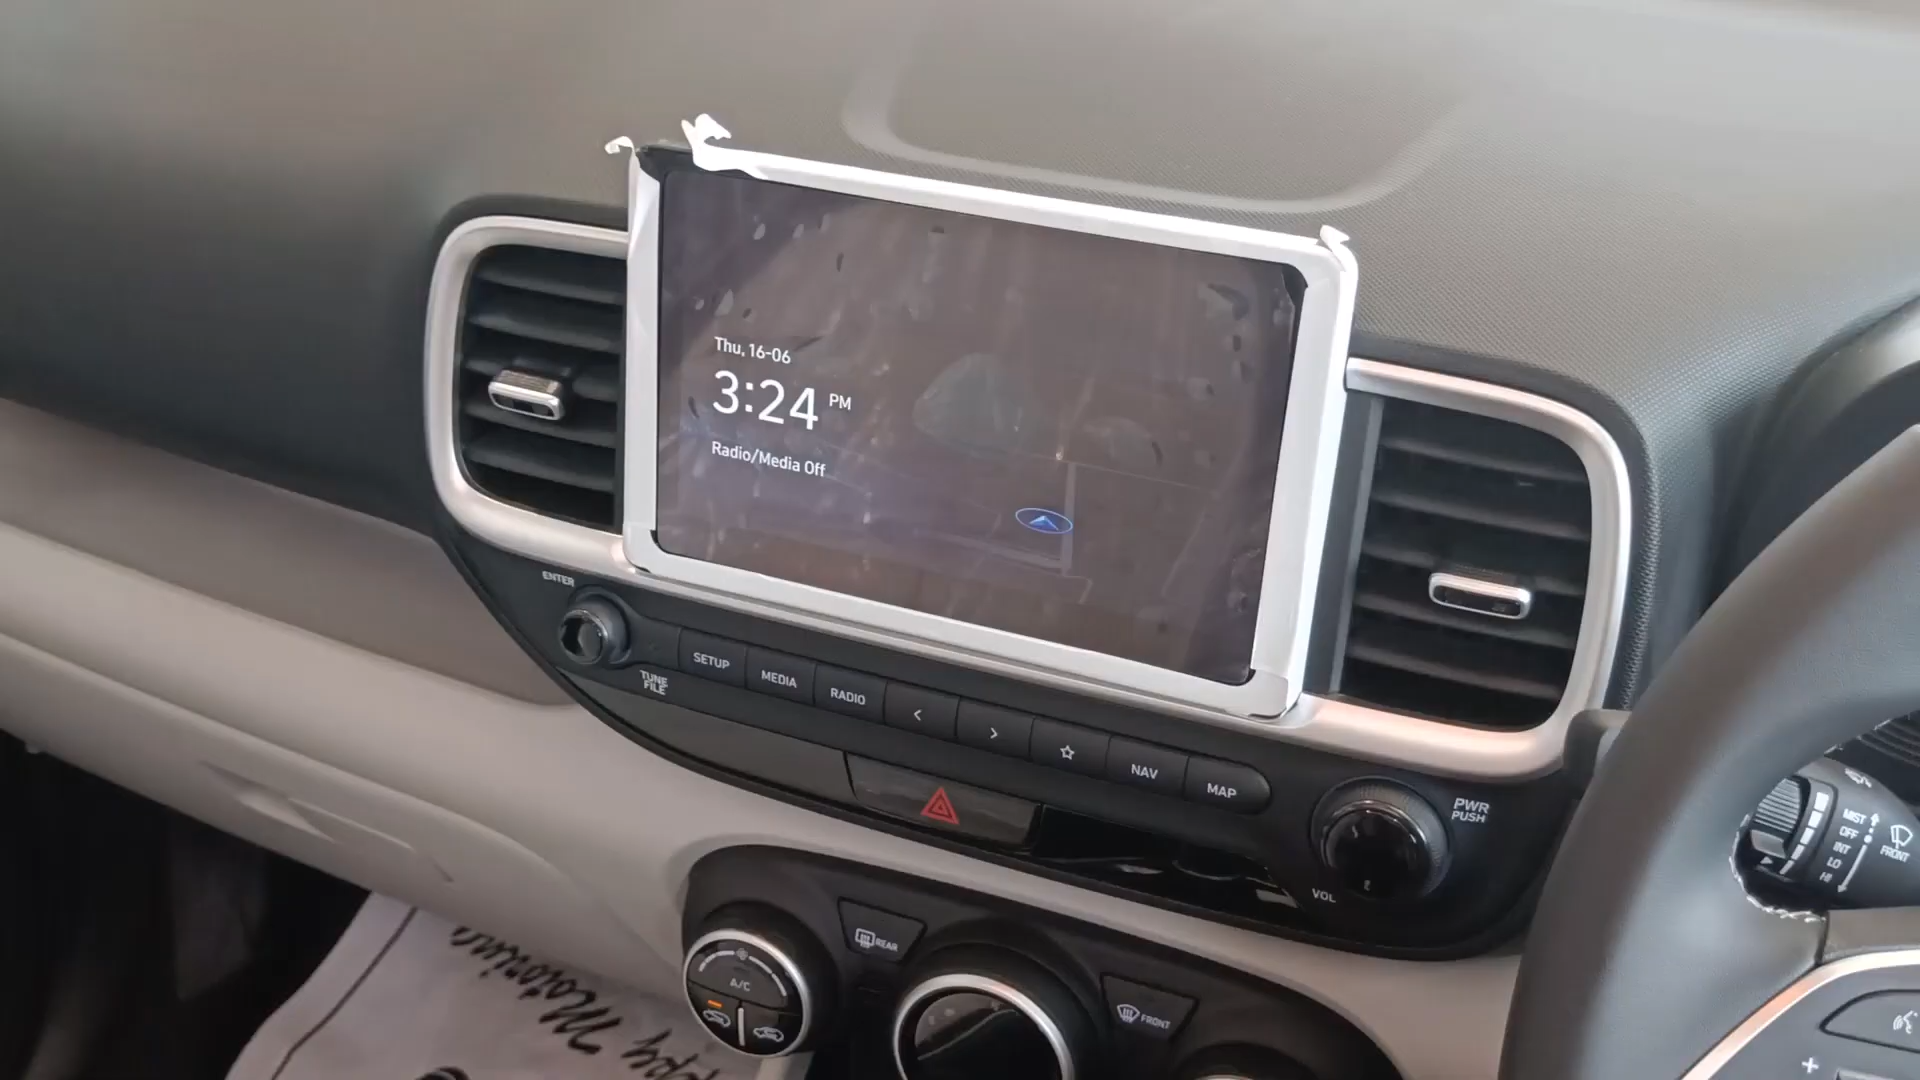 Thu, 16-06
3:24 PM
Radio/Media Off
ENTER
TUNE
FILE
SETUP
MEDIA
RADIO
<
>
☆
NAV
MAP
PWR
PUSH
VOL
MIST
OFF
INT
LO
HI
FRONT
REAR
A/C
FRONT
+
Motoring